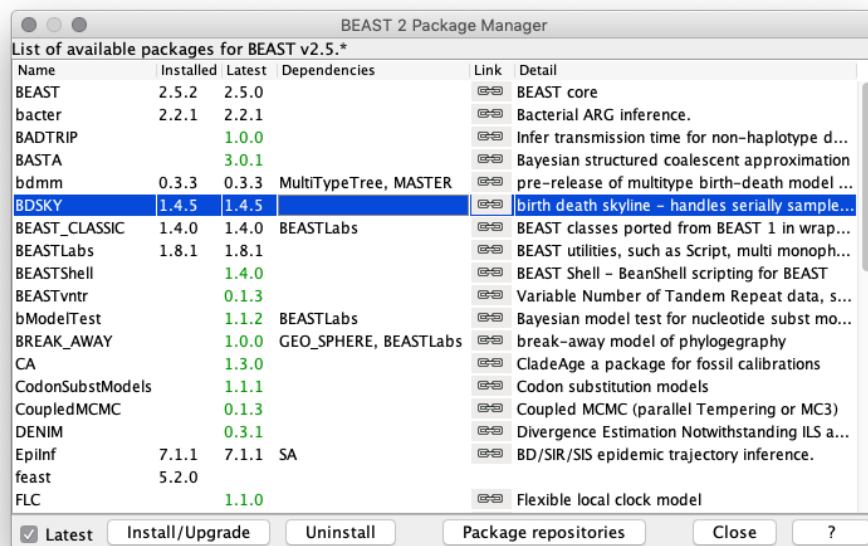 BEAST 2 Package Manager
List of available packages for BEAST v2.5.*
Name Installed Latest Dependencies Link Detail
BEAST 2.5.2 2.5.0 BEAST core
bacter 2.2.1 2.2.1 Bacterial ARG inference.
BADTRIP 1.0.0 Infer transmission time for non-haplotype d...
BASTA 3.0.1 Bayesian structured coalescent approximation
bdmm 0.3.3 0.3.3 MultiTypeTree, MASTER pre-release of multitype birth-death model ...
BDSKY 1.4.5 1.4.5 birth death skyline - handles serially sample...
BEAST_CLASSIC 1.4.0 1.4.0 BEASTLabs BEAST classes ported from BEAST 1 in wrap...
BEASTLabs 1.8.1 1.8.1 BEAST utilities, such as Script, multi monoph...
BEASTShell 1.4.0 BEAST Shell - BeanShell scripting for BEAST
BEASTvntr 0.1.3 Variable Number of Tandem Repeat data, s...
bModelTest 1.1.2 BEASTLabs Bayesian model test for nucleotide subst mo...
BREAK_AWAY 1.0.0 GEO_SPHERE, BEASTLabs break-away model of phylogeography
CA 1.3.0 CladeAge a package for fossil calibrations
CodonSubstModels 1.1.1 Codon substitution models
CoupledMCMC 0.1.3 Coupled MCMC (parallel Tempering or MC3)
DENIM 0.3.1 Divergence Estimation Notwithstanding ILS a...
EpiInf 7.1.1 7.1.1 SA BD/SIR/SIS epidemic trajectory inference.
feast 5.2.0
FLC 1.1.0 Flexible local clock model
Latest Install/Upgrade Uninstall Package repositories Close ?